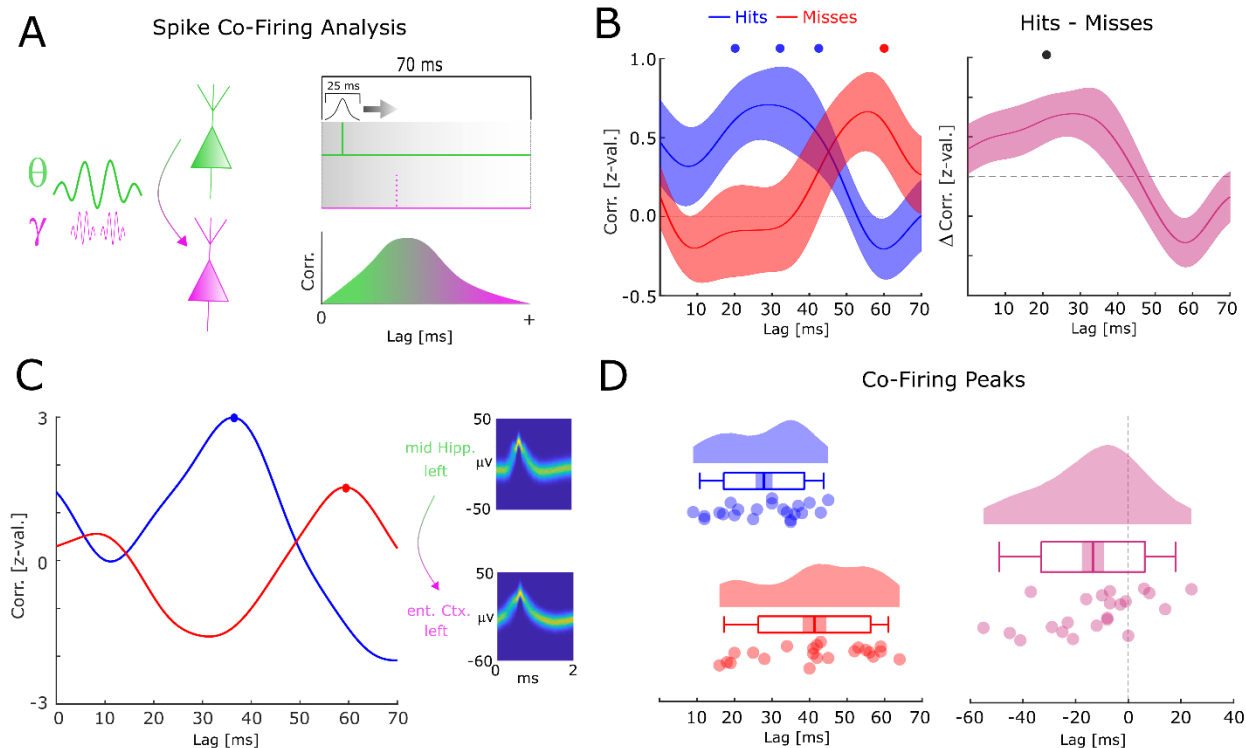 A
Spike Co-Firing Analysis
θ
γ
70 ms
25 ms
Corr.
0
+
Lag [ms]
B
Hits
Misses
Hits - Misses
Corr. [z-val.]
1.0
0.5
0.0
-0.5
10 20 30 40 50 60 70
Lag [ms]
Δ Corr. [z-val.]
10 20 30 40 50 60 70
Lag [ms]
C
Corr. [z-val.]
3
0
-3
0 10 20 30 40 50 60 70
Lag [ms]
mid Hipp.
left
50
μV
-50
ent. Ctx.
left
50
μV
-60
0 2
ms
D
Co-Firing Peaks
0 10 20 30 40 50 60 70
Lag [ms]
-60 -40 -20 0 20 40
Lag [ms]